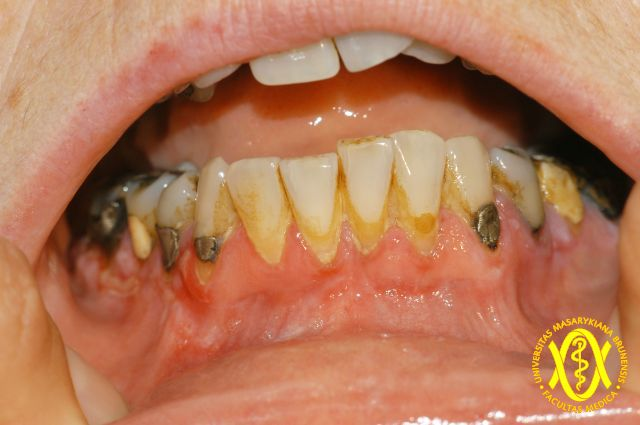 UNIVERSITAS MASARYKIANA BRUNENSIS
• FACULTAS MEDICA •